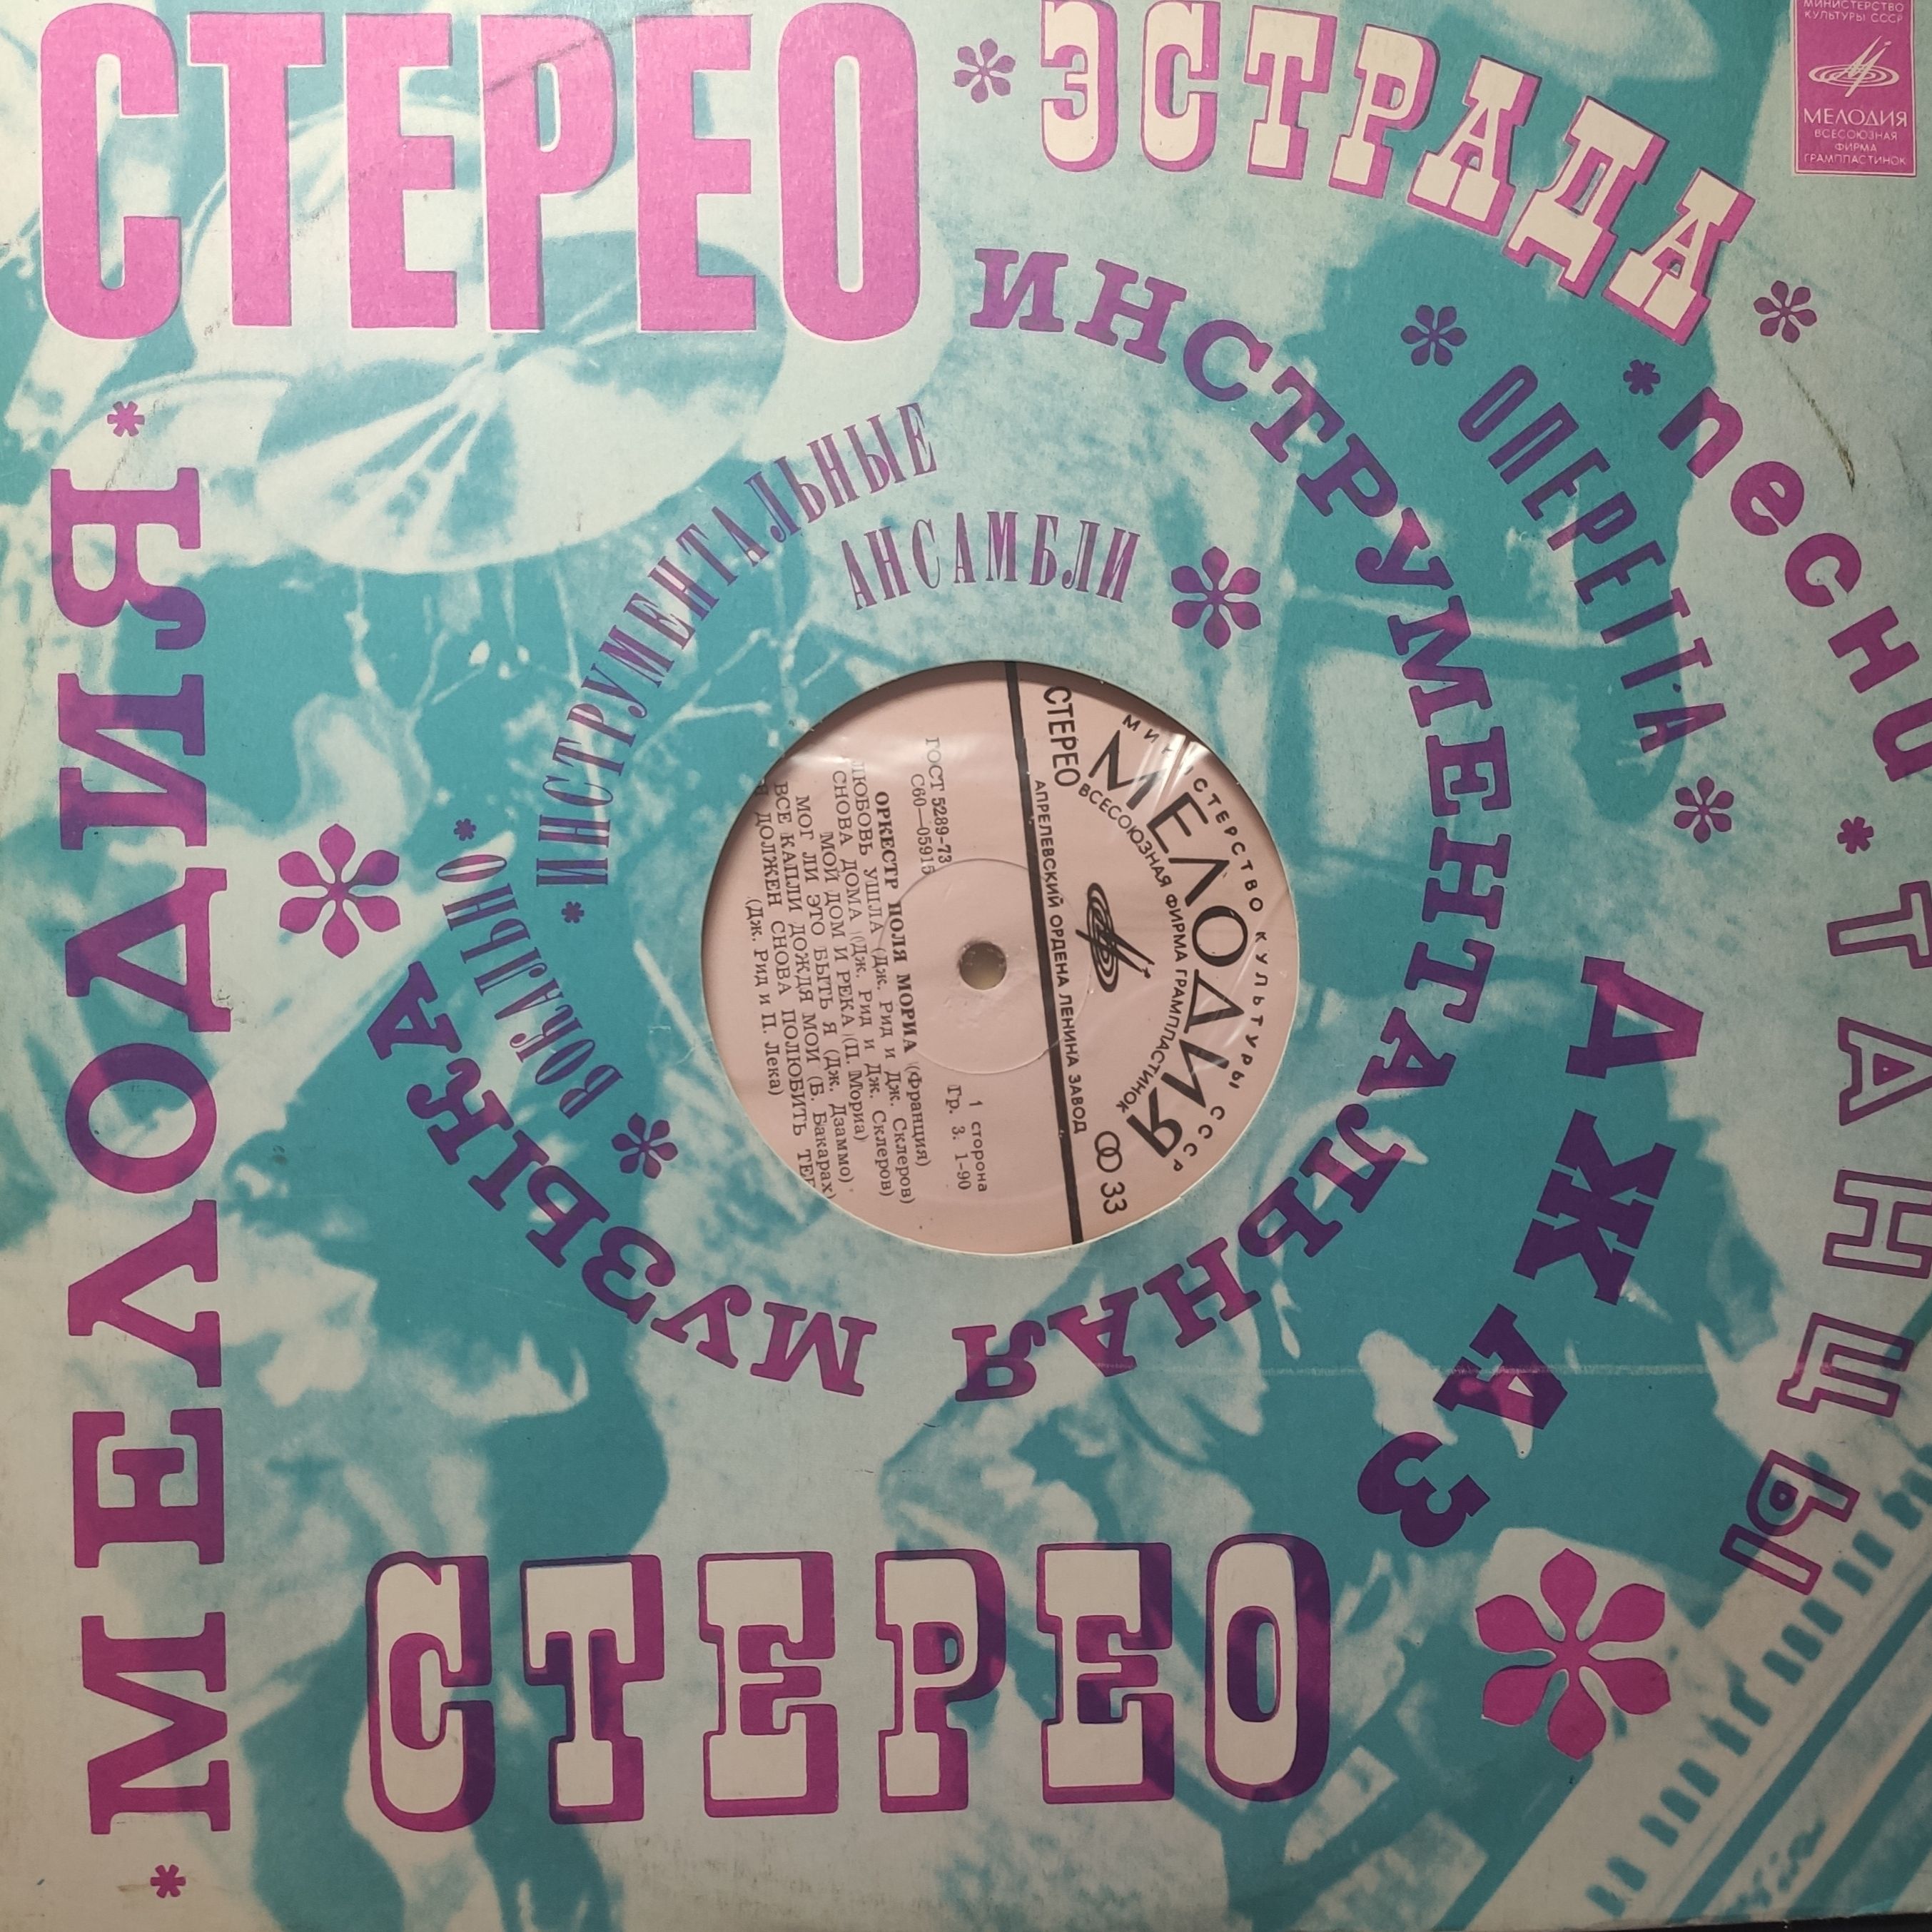 СТЕРЕО
ЭСТРАДА
МИНИСТЕРСТВО
КУЛЬТУРЫ СССР
МЕЛОДИЯ
ВСЕСОЮЗНАЯ
ФИРМА
ГРАМПЛАСТИНОК
песни
ТАНЦЫ
ОПЕРЕТТА
ДЖАЗ
ИНСТРУМЕНТАЛЬНАЯ МУЗЫКА
ВОКАЛЬНО
ИНСТРУМЕНТАЛЬНЫЕ
АНСАМБЛИ
МЕЛОДИЯ
СТЕРЕО
МИНИСТЕРСТВО КУЛЬТУРЫ СССР
МЕЛОДИЯ
ВСЕСОЮЗНАЯ ФИРМА ГРАМПЛАСТИНОК
СТЕРЕО
33
АПРЕЛЕВСКИЙ ОРДЕНА ЛЕНИНА ЗАВОД
ГОСТ 5289-73
1 сторона
С60—05915
Гр. 3. 1-90
ОРКЕСТР ПОЛЯ МОРИА (Франция)
ЛЮБОВЬ УШЛА (Дж. Рид и Дж. Склеров)
СНОВА ДОМА (Дж. Рид и Дж. Склеров)
МОЙ ДОМ И РЕКА (П. Мориа)
МОГ ЛИ ЭТО БЫТЬ Я (Дж. Дзаммо)
ВСЕ КАПЛИ ДОЖДЯ МОИ (Б. Бакарах)
ДОЛЖЕН СНОВА ПОЛЮБИТЬ
(Дж. Рид и П. Лека)